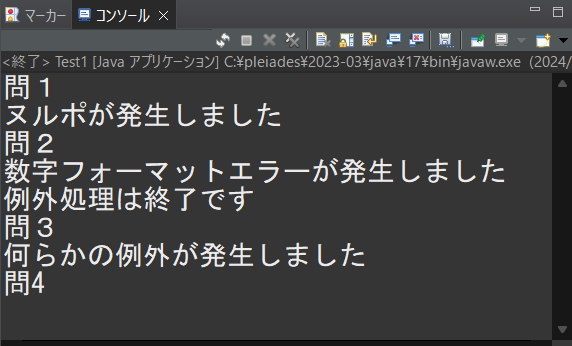 マーカー コンソール
<終了> Test1 [Java アプリケーション] C:¥pleiades¥2023-03¥java¥17¥bin¥javaw.exe (2024/
問１
ヌルポが発生しました
問２
数字フォーマットエラーが発生しました
例外処理は終了です
問３
何らかの例外が発生しました
問4